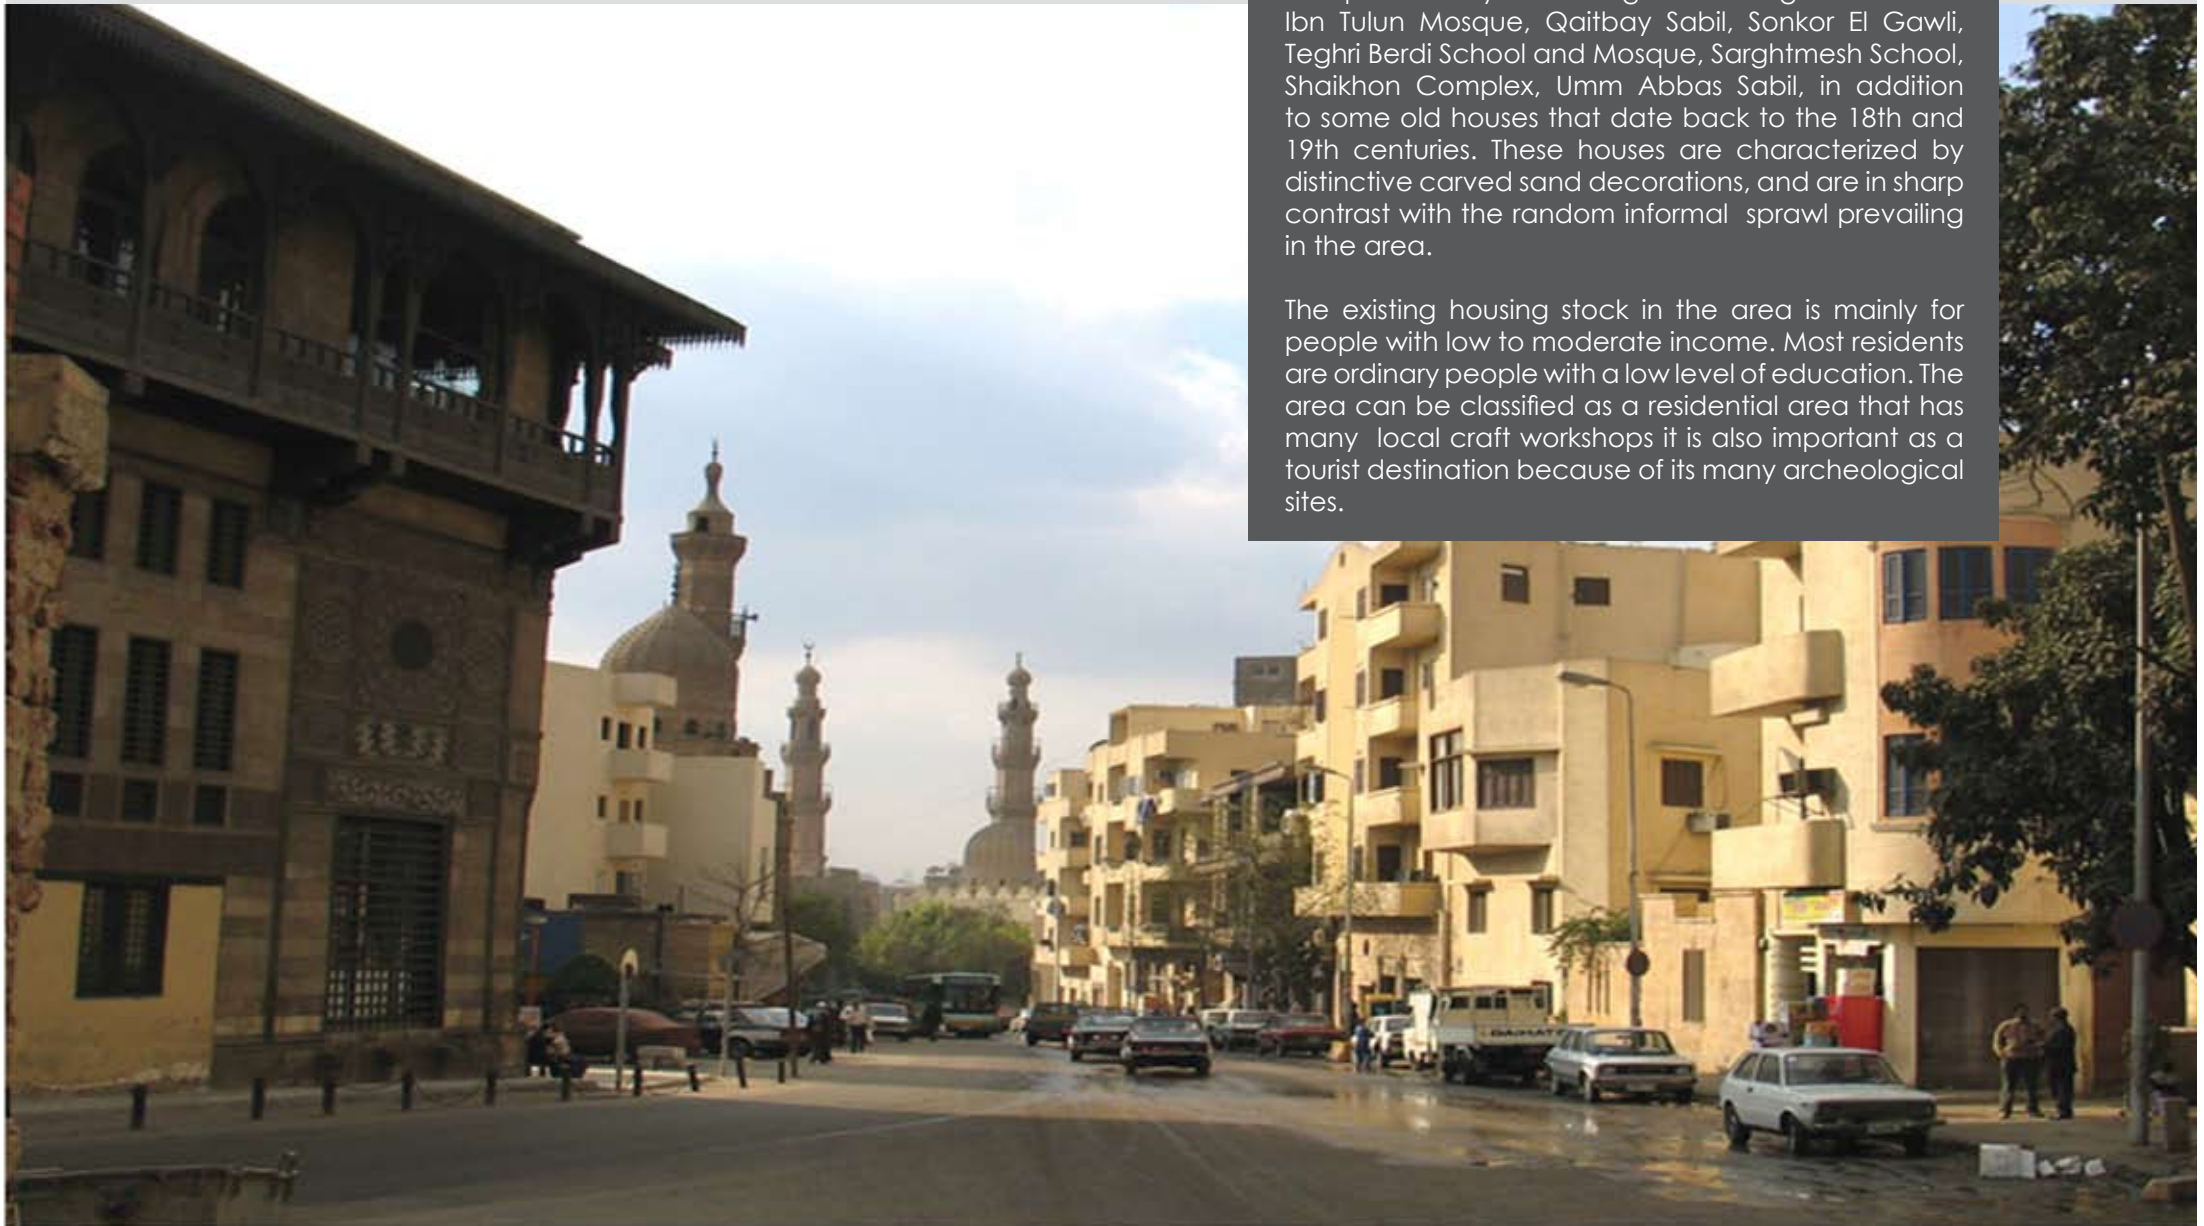 Ibn Tulun Mosque, Qaitbay Sabil, Sonkor El Gawli,
Teghri Berdi School and Mosque, Sarghtmesh School,
Shaikhon Complex, Umm Abbas Sabil, in addition
to some old houses that date back to the 18th and
19th centuries. These houses are characterized by
distinctive carved sand decorations, and are in sharp
contrast with the random informal sprawl prevailing
in the area.
The existing housing stock in the area is mainly for
people with low to moderate income. Most residents
are ordinary people with a low level of education. The
area can be classified as a residential area that has
many local craft workshops it is also important as a
tourist destination because of its many archeological
sites.
DAIHATSU